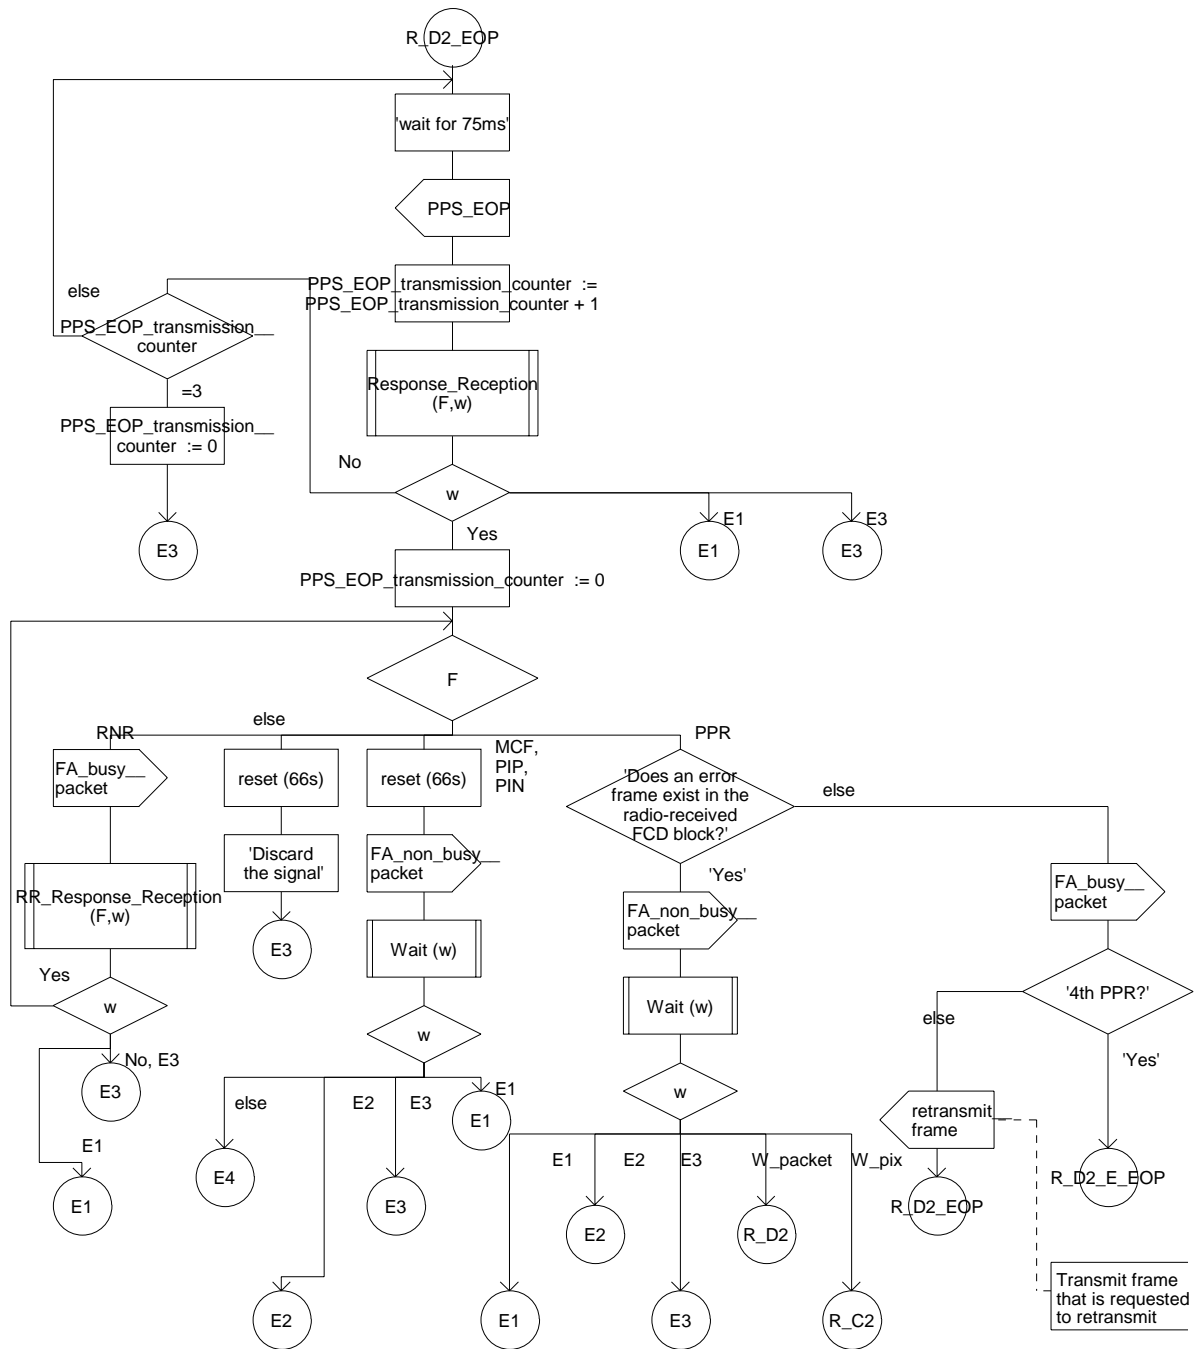 R_D2_EOP
'wait for 75ms'
PPS_EOP
PPS_EOP_transmission_counter :=
PPS_EOP_transmission_counter + 1
else
PPS_EOP_transmission__
counter
=3
PPS_EOP_transmission__
counter := 0
E3
Response_Reception
(F,w)
No
w
Yes
E1
E1
E3
E3
PPS_EOP_transmission_counter := 0
F
RNR
else
MCF,
PIP,
PIN
PPR
FA_busy__
packet
reset (66s)
reset (66s)
'Does an error
frame exist in the
radio-received
FCD block?'
else
'Discard
the signal'
FA_non_busy__
packet
'Yes'
FA_busy__
packet
RR_Response_Reception
(F,w)
FA_non_busy__
packet
E3
Wait (w)
Yes
w
Wait (w)
'4th PPR?'
else
w
No, E3
E3
'Yes'
w
else
E2
E3
E1
E1
retransmit__
frame
E1
E1
E4
E3
E1
E2
E3
W_packet
W_pix
R_D2_E_EOP
R_D2_EOP
E2
R_D2
Transmit frame
that is requested
to retransmit
E2
E1
E3
R_C2